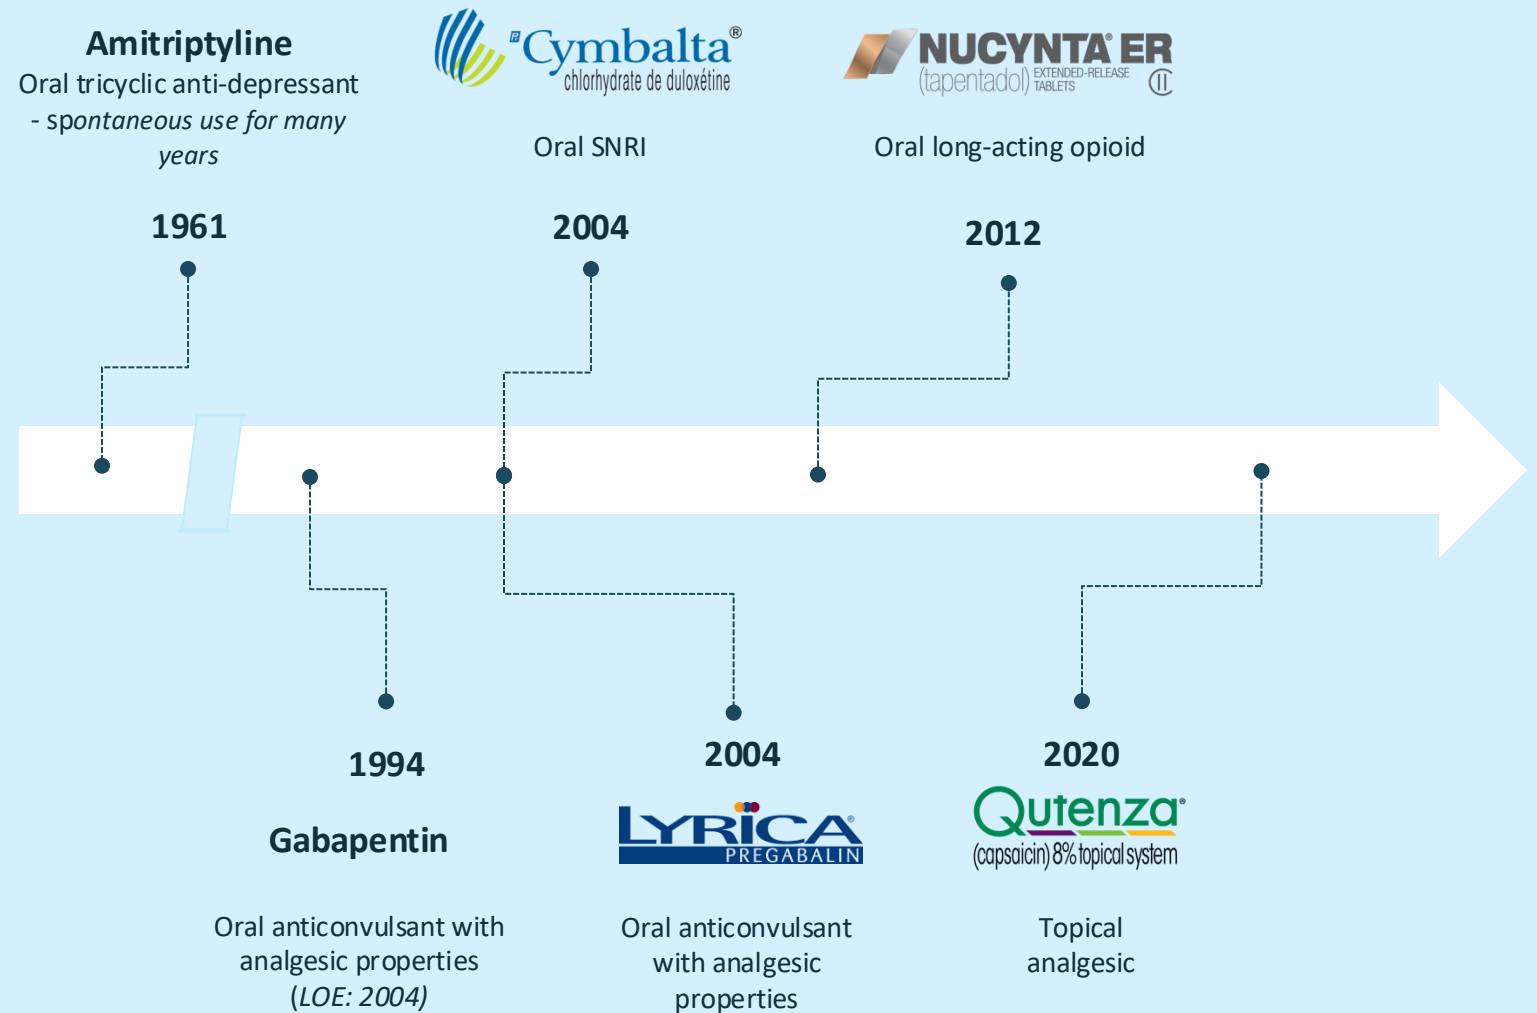 Amitriptyline
Oral tricyclic anti-depressant
- spontaneous use for many
years
1961
Cymbalta®
chlorhydrate de duloxétine
Oral SNRI
2004
NUCYNTA® ER
(tapentadol) EXTENDED-RELEASE
TABLETS
CII
Oral long-acting opioid
2012
1994
Gabapentin
Oral anticonvulsant with
analgesic properties
(LOE: 2004)
2004
LYRICA®
PREGABALIN
Oral anticonvulsant
with analgesic
properties
2020
Qutenza®
(capsaicin) 8% topical system
Topical
analgesic